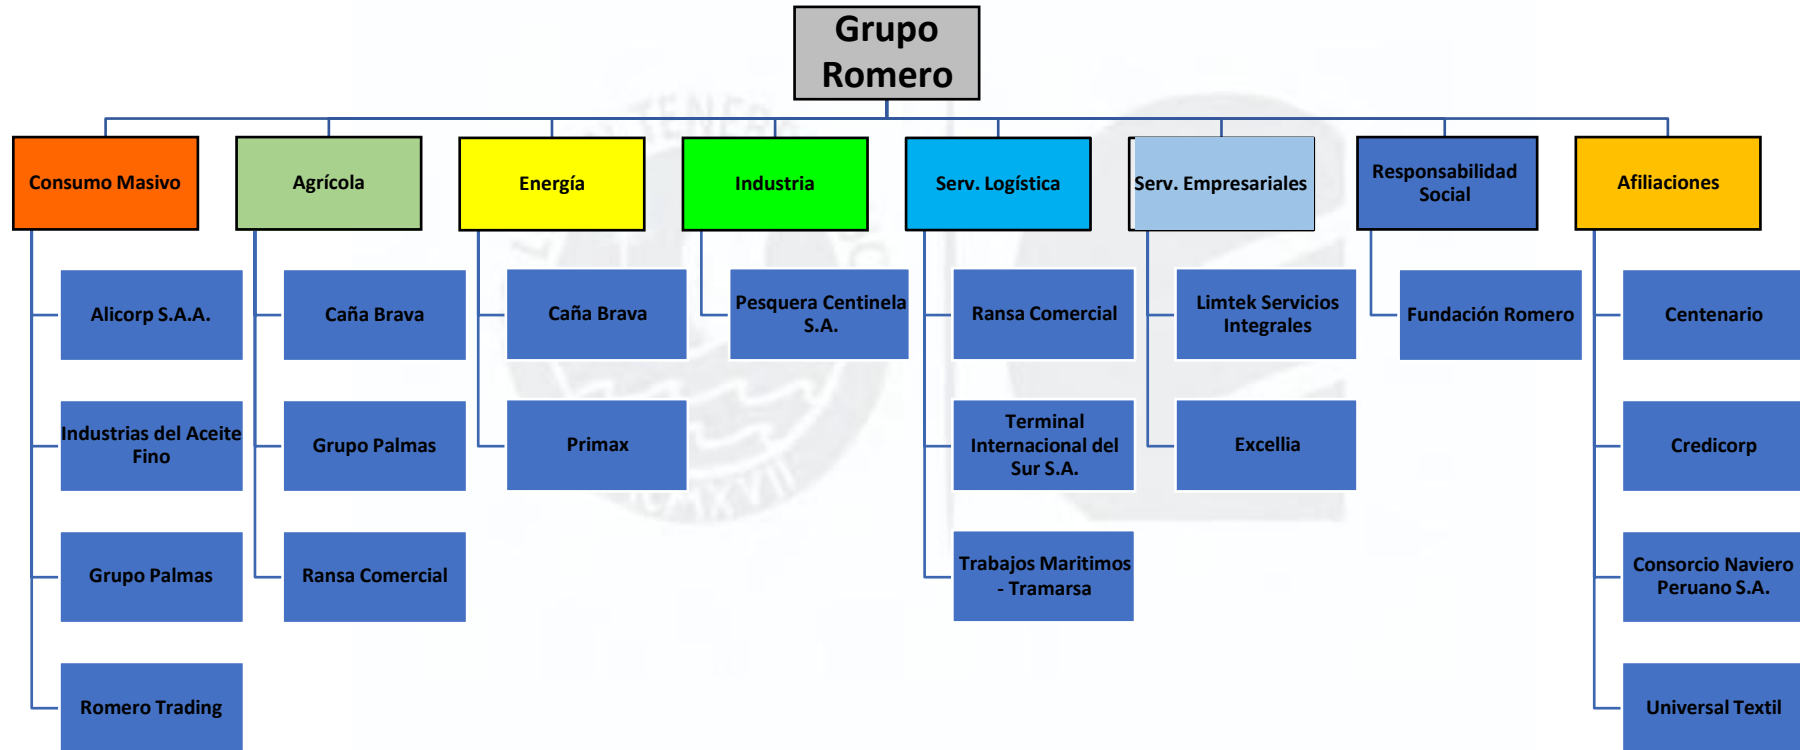 Grupo
Romero
Consumo Masivo
Agrícola
Energía
Industria
Serv. Logística
Serv. Empresariales
Responsabilidad
Social
Afiliaciones
Alicorp S.A.A.
Industrias del Aceite
Fino
Grupo Palmas
Romero Trading
Caña Brava
Grupo Palmas
Ransa Comercial
Caña Brava
Primax
Pesquera Centinela
S.A.
Ransa Comercial
Terminal
Internacional del
Sur S.A.
Trabajos Maritimos
- Tramarsa
Limtek Servicios
Integrales
Excellia
Fundación Romero
Centenario
Credicorp
Consorcio Naviero
Peruano S.A.
Universal Textil